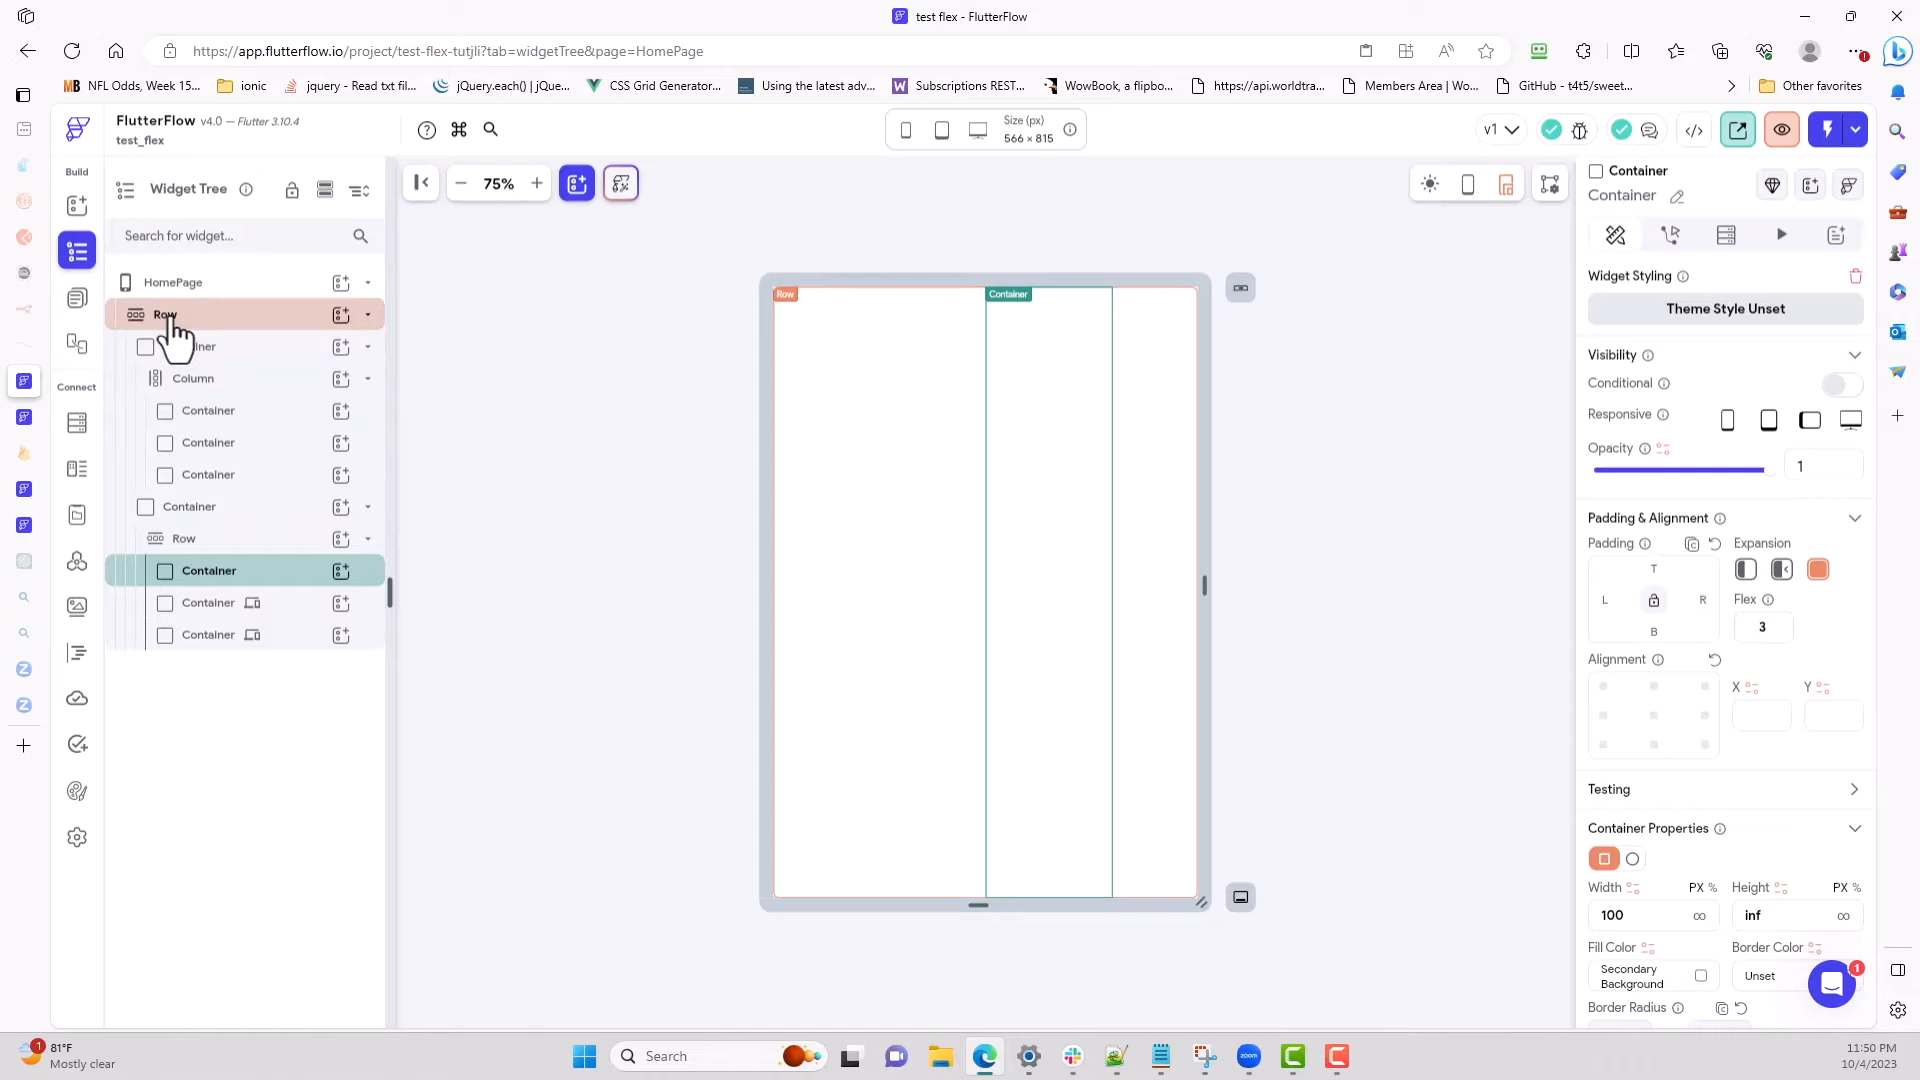 test flex - FlutterFlow
https://app.flutterflow.io/project/test-flex-tutjli?tab=widgetTree&page=HomePage
NFL Odds, Week 15...
ionic
jquery - Read txt fil...
jQuery.each() | jQue...
CSS Grid Generator...
Using the latest adv...
Subscriptions REST...
WowBook, a flipbo...
https://api.worldtra...
Members Area | Wo...
GitHub - t4t5/sweet...
Other favorites
FlutterFlow v4.0 — Flutter 3.10.4
test_flex
Size (px)
566 × 815
v1
Build
Widget Tree
75%
Search for widget...
HomePage
Row
Column
Container
Container
Container
Container
Row
Container
Container
Container
Connect
Row
Container
Container
Container
Widget Styling
Theme Style Unset
Visibility
Conditional
Responsive
Opacity
1
Padding & Alignment
Padding
Expansion
T
L
R
B
Flex
3
Alignment
X
Y
Testing
Container Properties
Width PX %
Height PX %
100
inf
Fill Color
Border Color
Secondary
Background
Unset
1
Border Radius
1
81°F
Mostly clear
Search
zoom
11:50 PM
10/4/2023